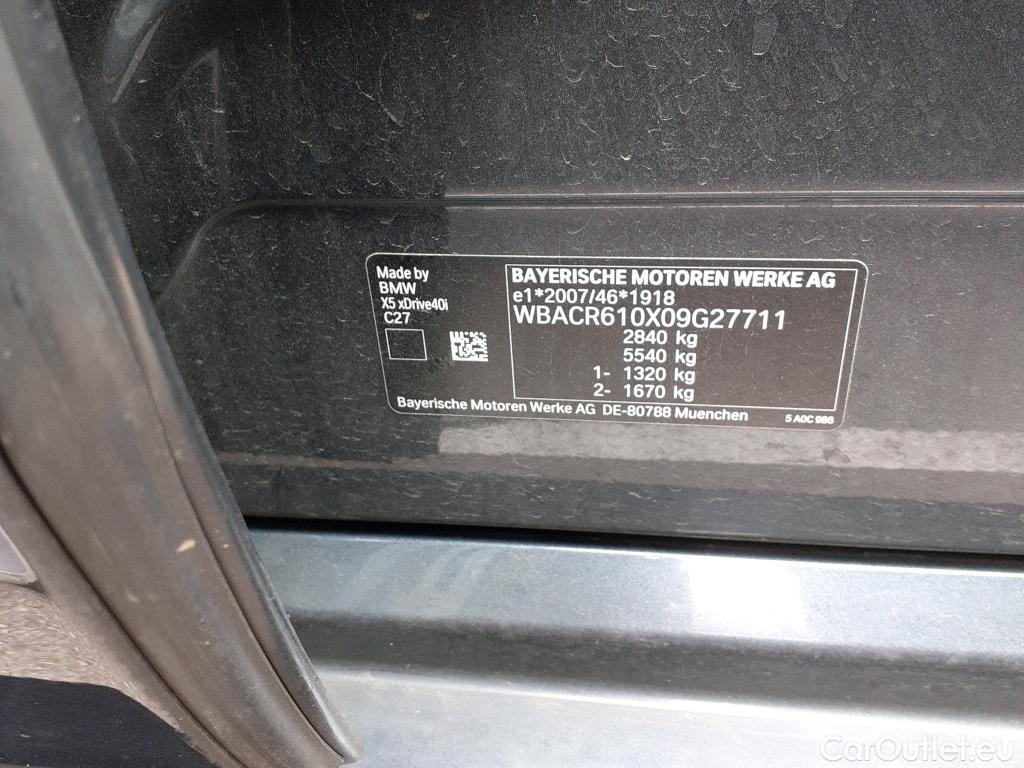 Made by
BMW
X5 xDrive40i
C27
BAYERISCHE MOTOREN WERKE AG
e1*2007/46*1918
WBACR610X09G27711
2840 kg
5540 kg
1- 1320 kg
2- 1670 kg
Bayerische Motoren Werke AG DE-80788 Muenchen
5 A0C 986
CarOutlet.eu